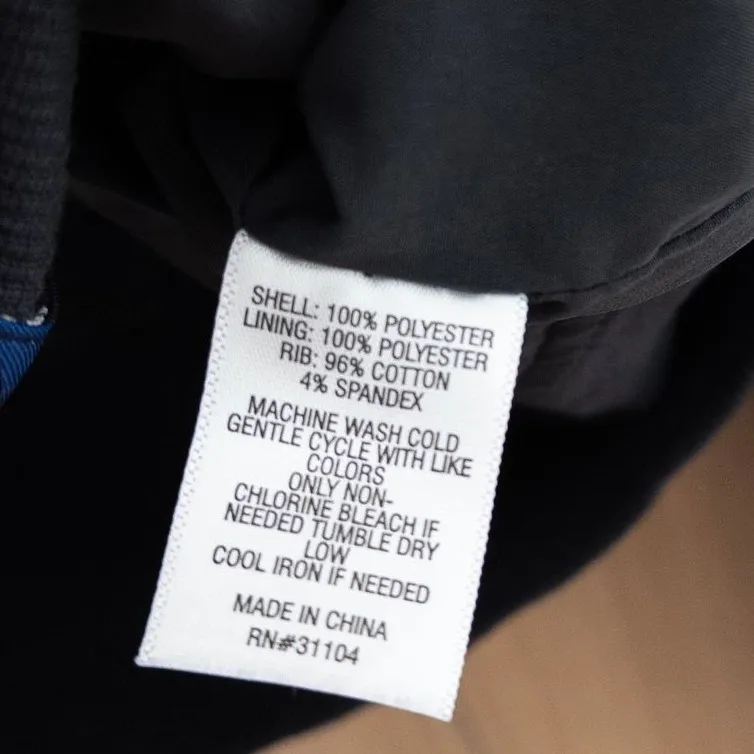 SHELL: 100% POLYESTER
LINING: 100% POLYESTER
RIB: 96% COTTON
4% SPANDEX
MACHINE WASH COLD
GENTLE CYCLE WITH LIKE
COLORS
ONLY NON-
CHLORINE BLEACH IF
NEEDED TUMBLE DRY
LOW
COOL IRON IF NEEDED
MADE IN CHINA
RN#31104